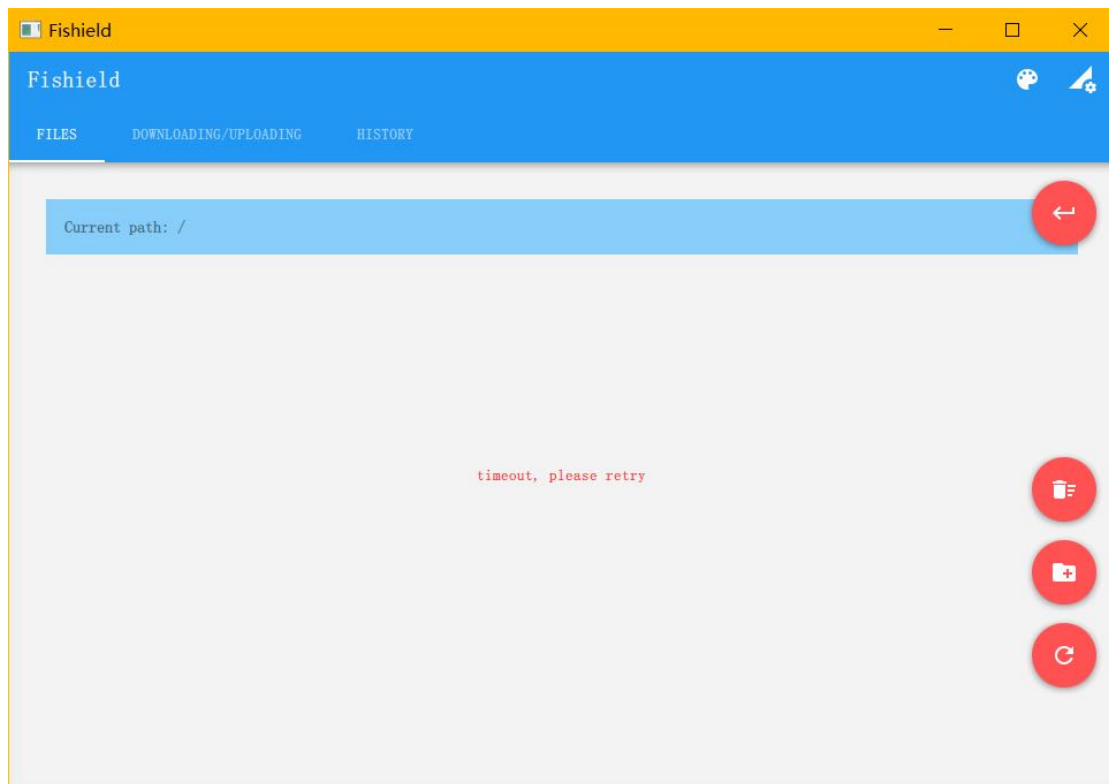 Fishield
Fishield
FILES DOWNLOADING/UPLOADING HISTORY
Current path: /
timeout, please retry